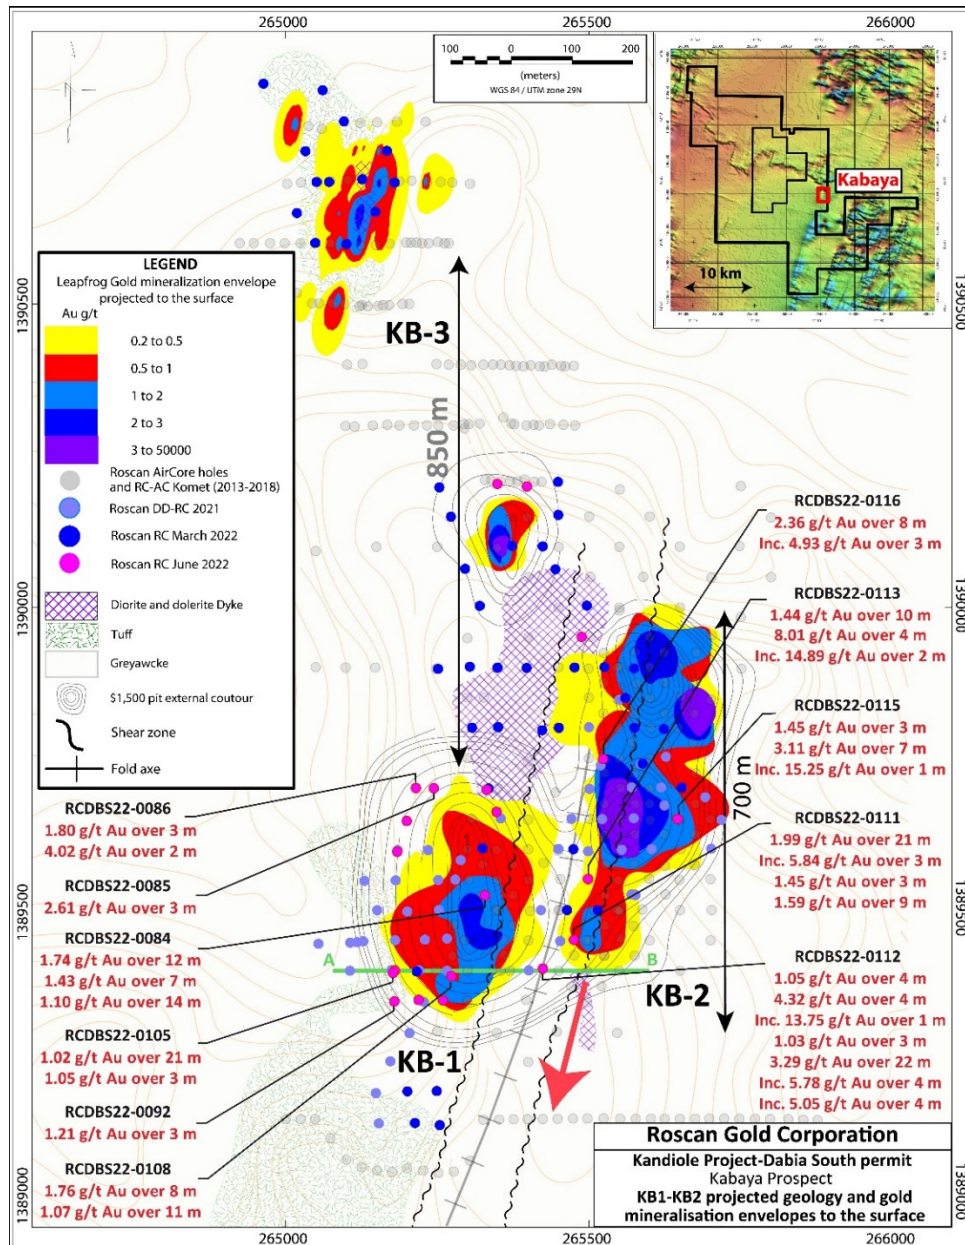 265000
265500
266000
100
0
100
200
(meters)
WGS 84 / UTM zone 29N
Kabaya
10 km
1390500
1390500
LEGEND
Leapfrog Gold mineralization envelope
projected to the surface
Au g/t
0.2 to 0.5
0.5 to 1
1 to 2
2 to 3
3 to 50000
Roscan AirCore holes
and RC-AC Komet (2013-2018)
Roscan DD-RC 2021
Roscan RC March 2022
Roscan RC June 2022
Diorite and dolerite Dyke
Tuff
Greyawcke
$1,500 pit external coutour
Shear zone
Fold axe
KB-3
850 m
1390000
1390000
RCDBS22-0116
2.36 g/t Au over 8 m
Inc. 4.93 g/t Au over 3 m
RCDBS22-0113
1.44 g/t Au over 10 m
8.01 g/t Au over 4 m
Inc. 14.89 g/t Au over 2 m
RCDBS22-0115
1.45 g/t Au over 3 m
3.11 g/t Au over 7 m
Inc. 15.25 g/t Au over 1 m
700 m
RCDBS22-0111
1.99 g/t Au over 21 m
Inc. 5.84 g/t Au over 3 m
1.45 g/t Au over 3 m
1.59 g/t Au over 9 m
RCDBS22-0112
1.05 g/t Au over 4 m
4.32 g/t Au over 4 m
Inc. 13.75 g/t Au over 1 m
1.03 g/t Au over 3 m
3.29 g/t Au over 22 m
Inc. 5.78 g/t Au over 4 m
Inc. 5.05 g/t Au over 4 m
RCDBS22-0086
1.80 g/t Au over 3 m
4.02 g/t Au over 2 m
RCDBS22-0085
2.61 g/t Au over 3 m
1389500
1389500
RCDBS22-0084
1.74 g/t Au over 12 m
1.43 g/t Au over 7 m
1.10 g/t Au over 14 m
RCDBS22-0105
1.02 g/t Au over 21 m
1.05 g/t Au over 3 m
RCDBS22-0092
1.21 g/t Au over 3 m
RCDBS22-0108
1.76 g/t Au over 8 m
1.07 g/t Au over 11 m
A
B
KB-2
KB-1
1389000
1389000
Roscan Gold Corporation
Kandiole Project-Dabia South permit
Kabaya Prospect
KB1-KB2 projected geology and gold
mineralisation envelopes to the surface
265000
265500
266000